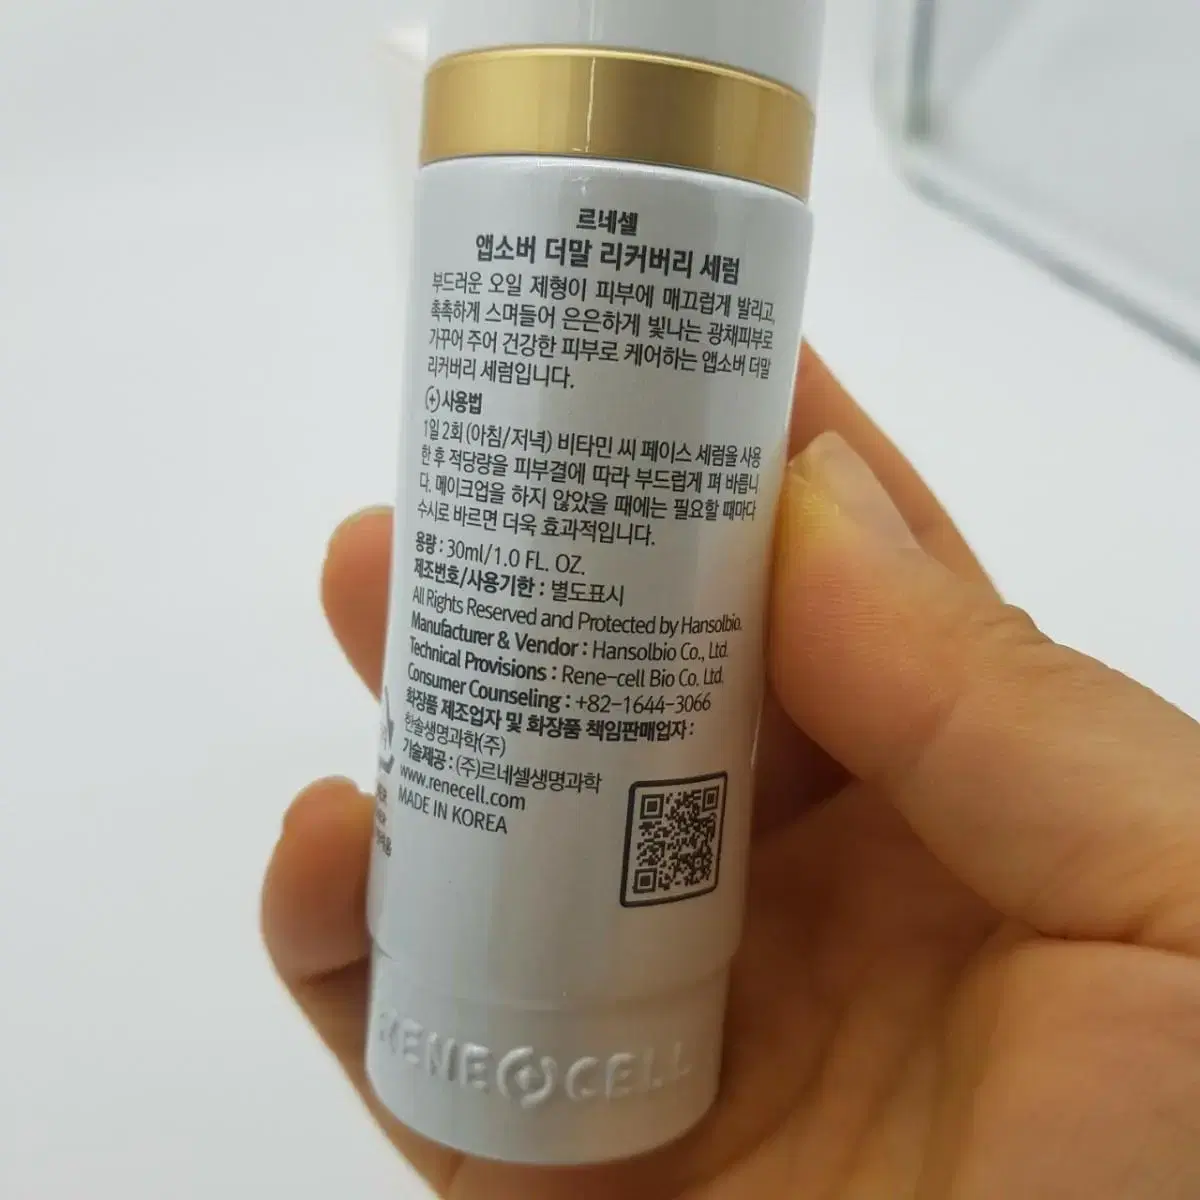 르네셀
앱소버 더말 리커버리 세럼
부드러운 오일 제형이 피부에 매끄럽게 발리고,
촉촉하게 스며들어 은은하게 빛나는 광채피부로
가꾸어 주어 건강한 피부로 케어하는 앱소버 더말
리커버리 세럼입니다.
사용법
1일 2회 (아침/저녁) 비타민 씨 페이스 세럼을 사용
한 후 적당량을 피부결에 따라 부드럽게 펴 바릅니
다. 메이크업을 하지 않았을 때에는 필요할 때마다
수시로 바르면 더욱 효과적입니다.
용량 : 30ml/1.0 FL. OZ.
제조번호/사용기한 : 별도표시
All Rights Reserved and Protected by Hansolbio.
Manufacturer & Vendor : Hansolbio Co., Ltd.
Technical Provisions : Rene-cell Bio Co. Ltd.
Consumer Counseling : +82-1644-3066
화장품 제조업자 및 화장품 책임판매업자 :
한솔생명과학(주)
기술제공 : (주)르네셀생명과학
www.renecell.com
MADE IN KOREA
RENE CELL